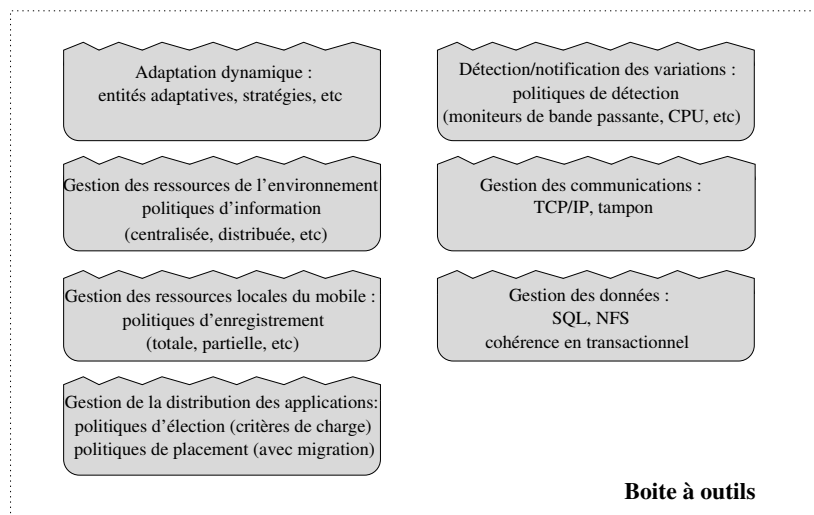 Adaptation dynamique :
entités adaptatives, stratégies, etc
Détection/notification des variations :
politiques de détection
(moniteurs de bande passante, CPU, etc)
Gestion des ressources de l'environnement
politiques d'information
(centralisée, distribuée, etc)
Gestion des communications :
TCP/IP, tampon
Gestion des ressources locales du mobile :
politiques d'enregistrement
(totale, partielle, etc)
Gestion des données :
SQL, NFS
cohérence en transactionnel
Gestion de la distribution des applications:
politiques d'élection (critères de charge)
politiques de placement (avec migration)
Boite à outils